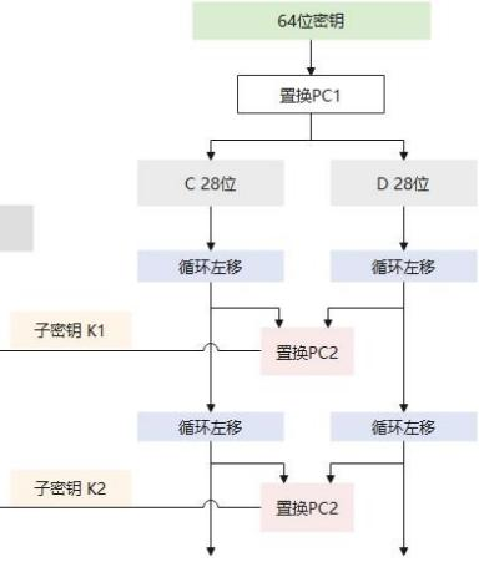 64位密钥
置换PC1
C 28位
D 28位
循环左移
循环左移
子密钥 K1
置换PC2
循环左移
循环左移
子密钥 K2
置换PC2